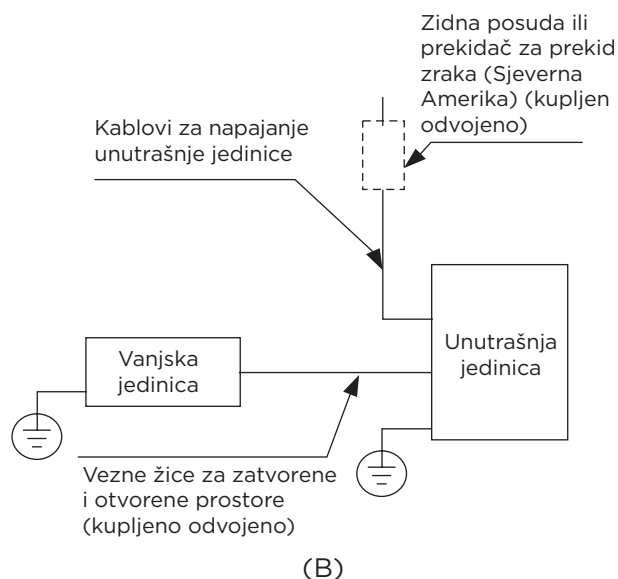 Zidna posuda ili
prekidač za prekid
zraka (Sjeverna
Amerika) (kupljen
odvojeno)
Kablovi za napajanje
unutrašnje jedinice
Unutrašnja
jedinica
Vanjska
jedinica
Vezne žice za zatvorene
i otvorene prostore
(kupljeno odvojeno)
(B)